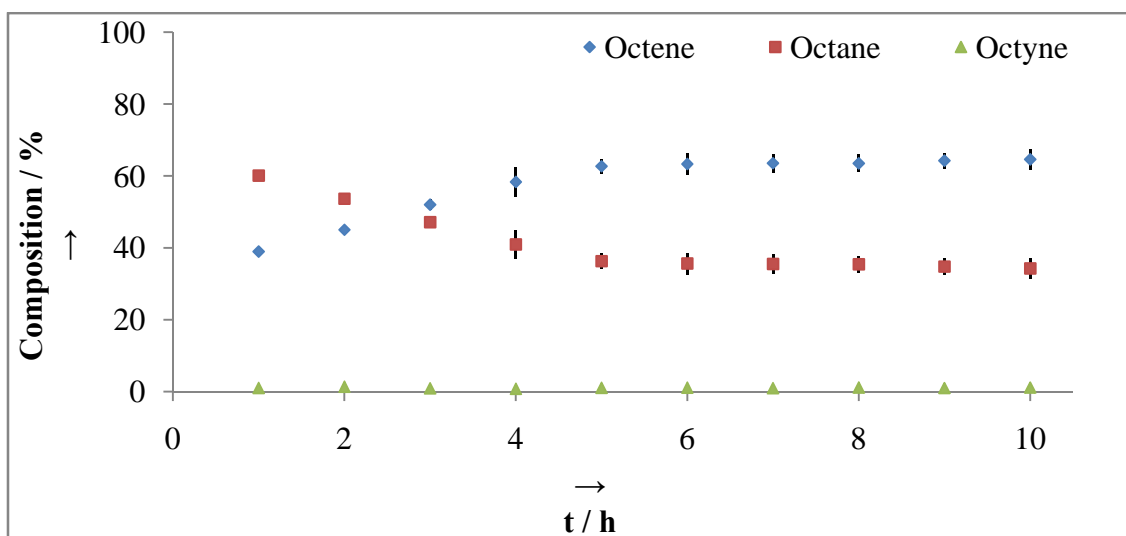 100
80
60
40
20
0
Octene Octane Octyne
Composition / %
→
0 2 4 6 8 10
→
t / h